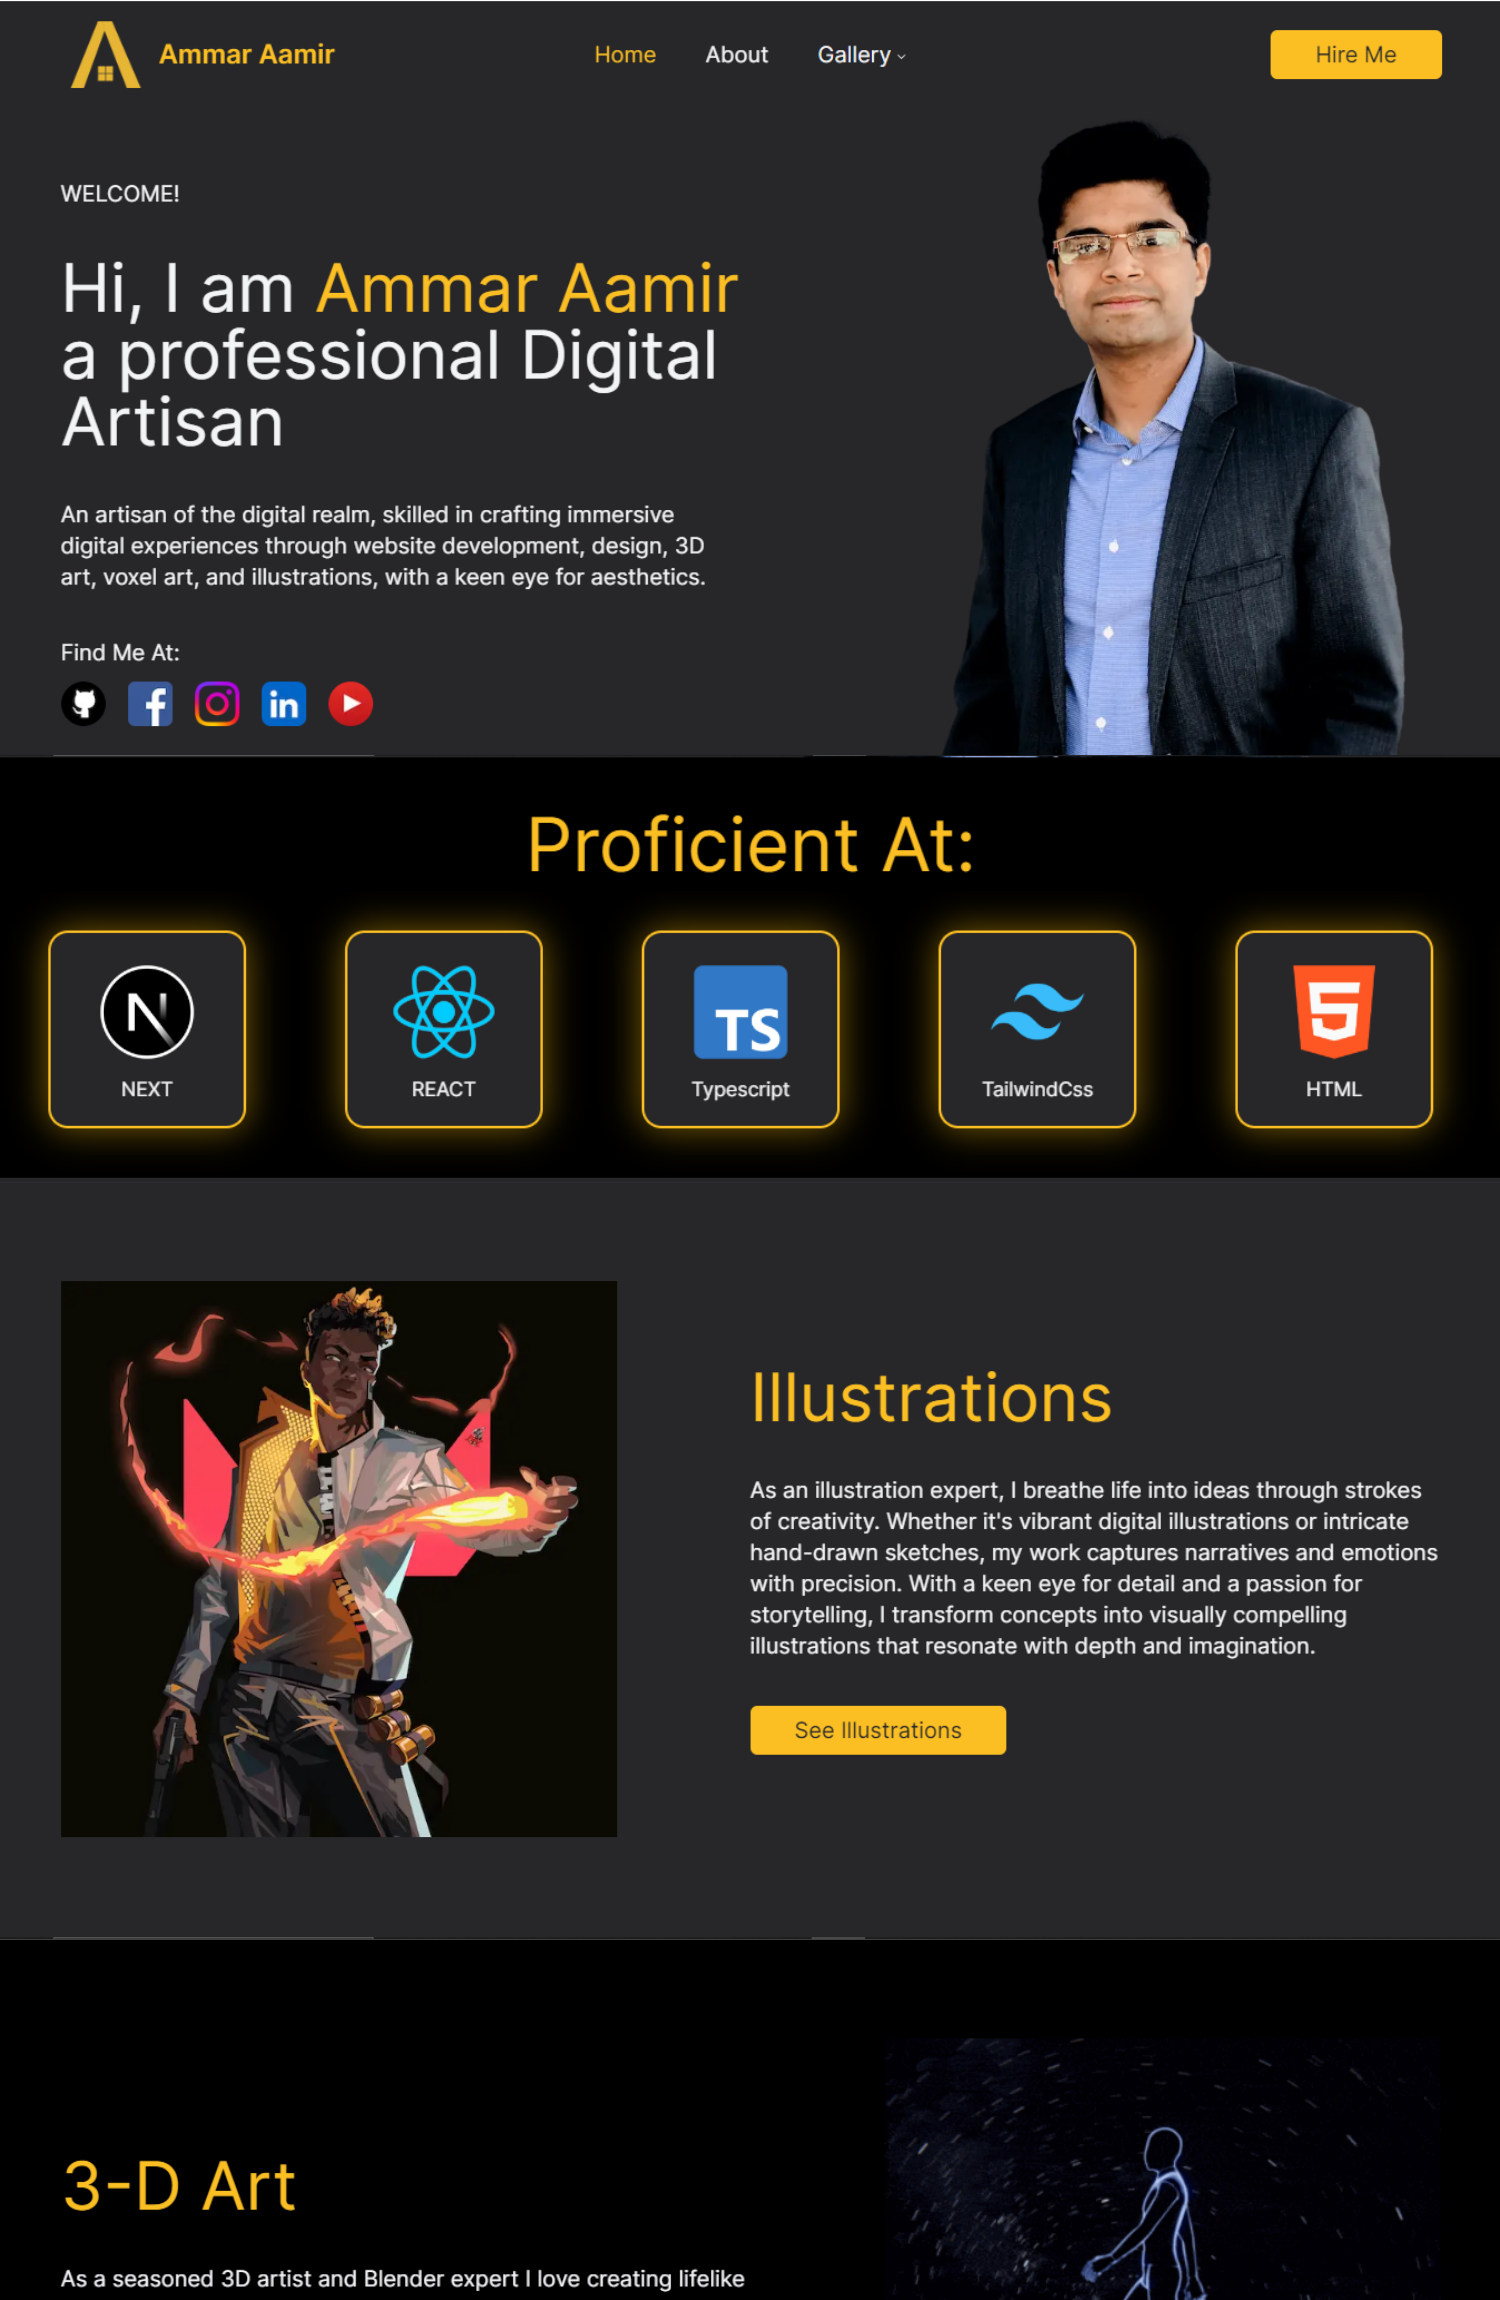 Ammar Aamir
Home
About
Gallery
Hire Me
WELCOME!
Hi, I am Ammar Aamir
a professional Digital
Artisan
An artisan of the digital realm, skilled in crafting immersive
digital experiences through website development, design, 3D
art, voxel art, and illustrations, with a keen eye for aesthetics.
Find Me At:
in
Proficient At:
N
NEXT
REACT
TS
Typescript
TailwindCss
5
HTML
Illustrations
As an illustration expert, I breathe life into ideas through strokes
of creativity. Whether it's vibrant digital illustrations or intricate
hand-drawn sketches, my work captures narratives and emotions
with precision. With a keen eye for detail and a passion for
storytelling, I transform concepts into visually compelling
illustrations that resonate with depth and imagination.
See Illustrations
3-D Art
As a seasoned 3D artist and Blender expert I love creating lifelike